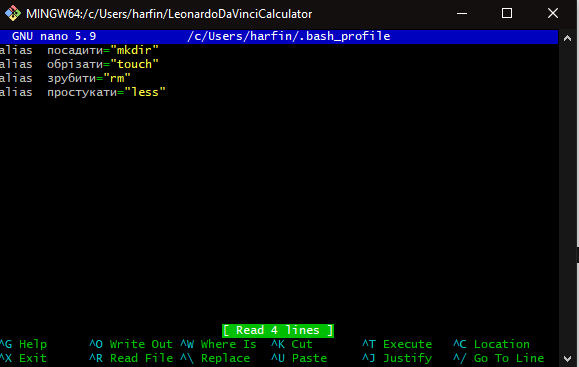 MINGW64:/c/Users/harfin/LeonardoDaVinciCalculator
GNU nano 5.9 /c/Users/harfin/.bash_profile
alias посадити="mkdir"
alias обрізати="touch"
alias зрубити="rm"
alias простукати="less"
[ Read 4 lines ]
^G Help ^O Write Out ^W Where Is ^K Cut ^T Execute ^C Location
^X Exit ^R Read File ^\ Replace ^U Paste ^J Justify ^/ Go To Line